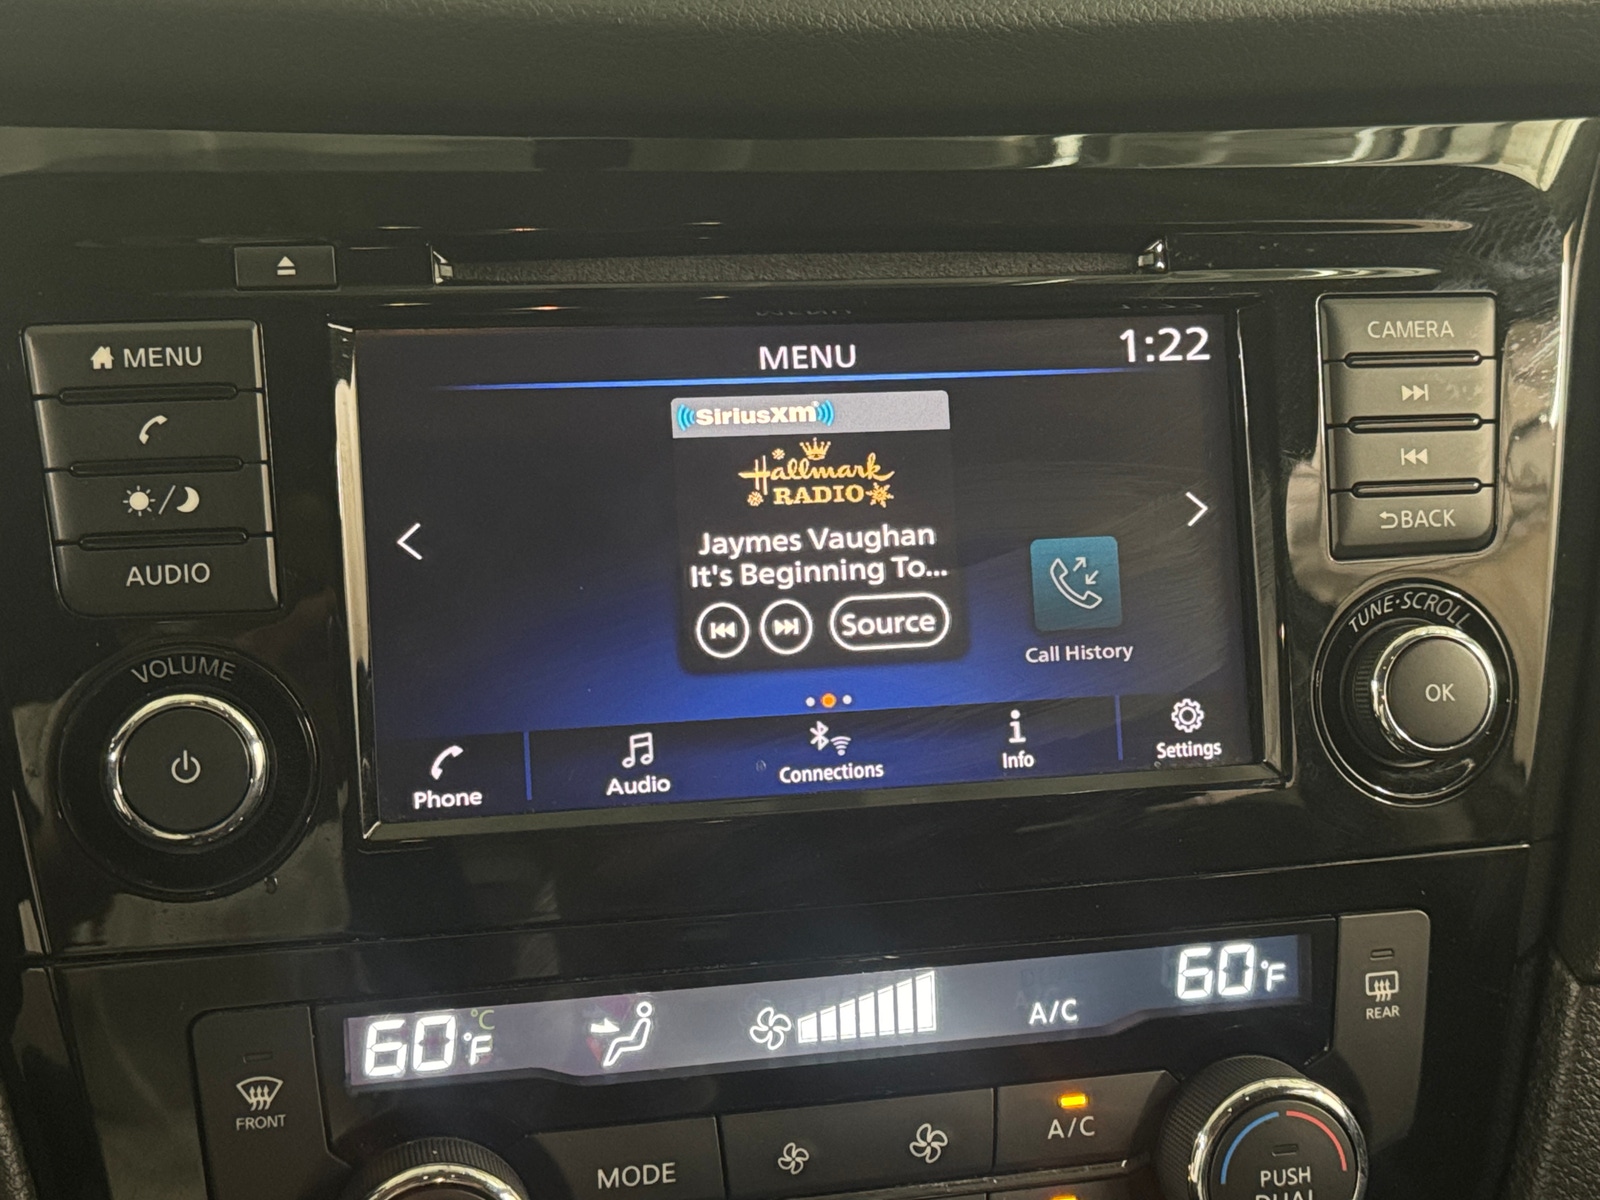 MENU
AUDIO
VOLUME
MENU
1:22
SiriusXm
Hallmark
RADIO
Jaymes Vaughan
It's Beginning To...
Source
Call History
Phone
Audio
Connections
Info
Settings
CAMERA
BACK
TUNE·SCROLL
OK
60°F
°C
A/C
60°F
FRONT
REAR
MODE
A/C
PUSH
DUAL